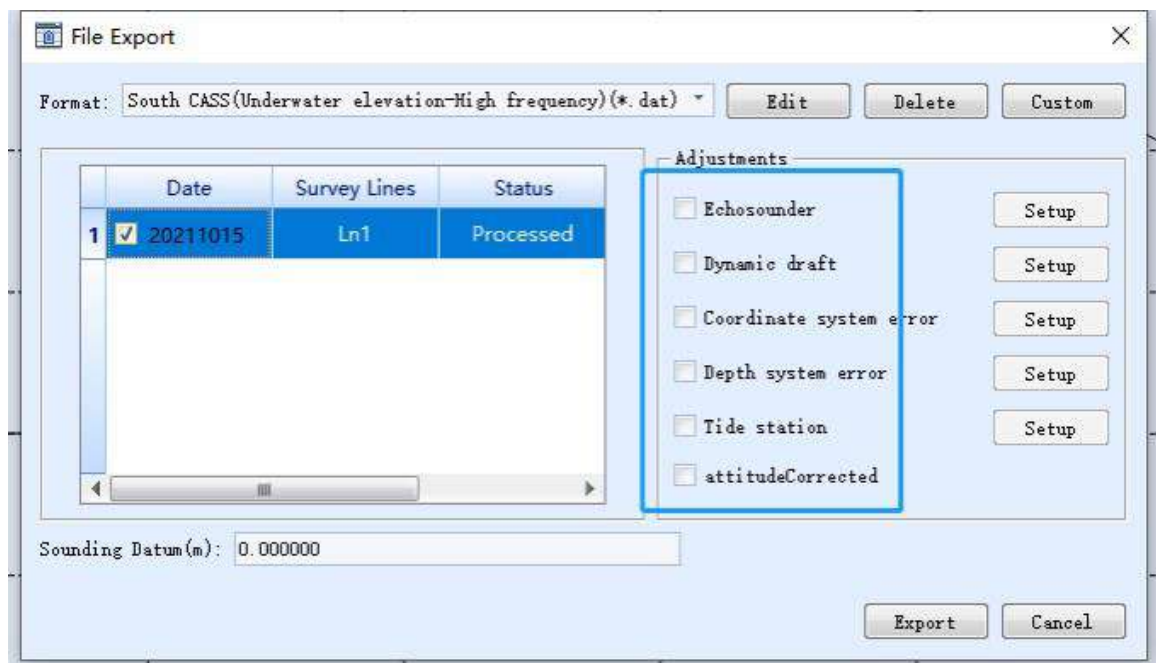 File Export
Format: South CASS(Underwater elevation-High frequency)(*.dat) Edit Delete Custom
Adjustments
Date Survey Lines Status
1 20211015 Ln1 Processed
Echosounder Setup
Dynamic draft Setup
Coordinate system error Setup
Depth system error Setup
Tide station Setup
attitudeCorrected
Sounding Datum(m): 0.000000
Export Cancel